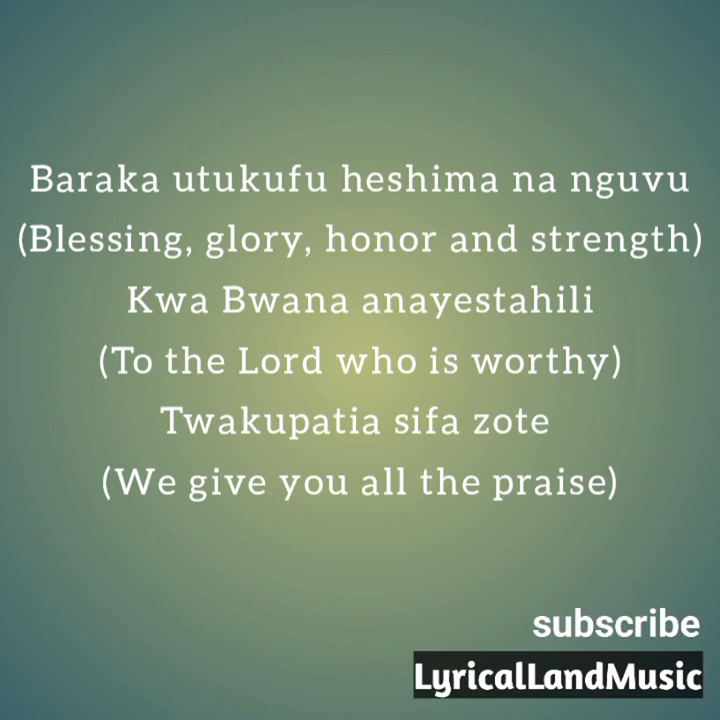 Baraka utukufu heshima na nguvu
(Blessing, glory, honor and strength)
Kwa Bwana anayestahili
(To the Lord who is worthy)
Twakupatia sifa zote
(We give you all the praise)
subscribe
LyricalLandMusic